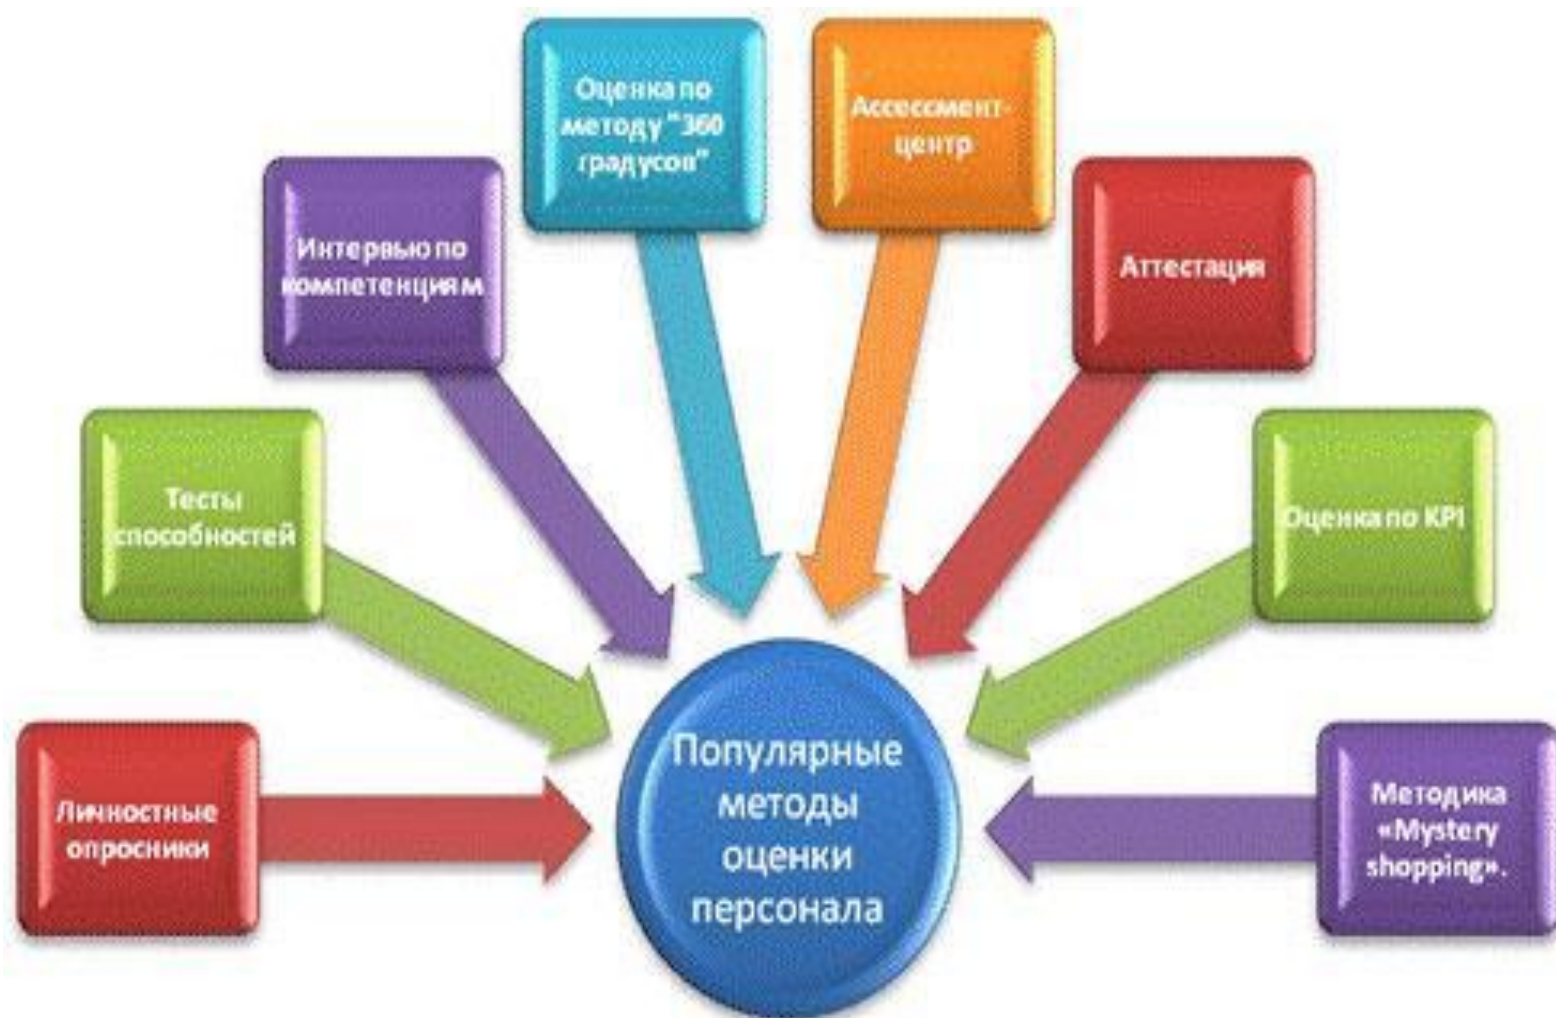 Оценка по
методу "360
градусов"
Ассессмент-
центр
Интервью по
компетенциям
Аттестация
Тесты
способностей
Оценка по KPI
Личностные
опросники
Популярные
методы
оценки
персонала
Методика
«Mystery
shopping».